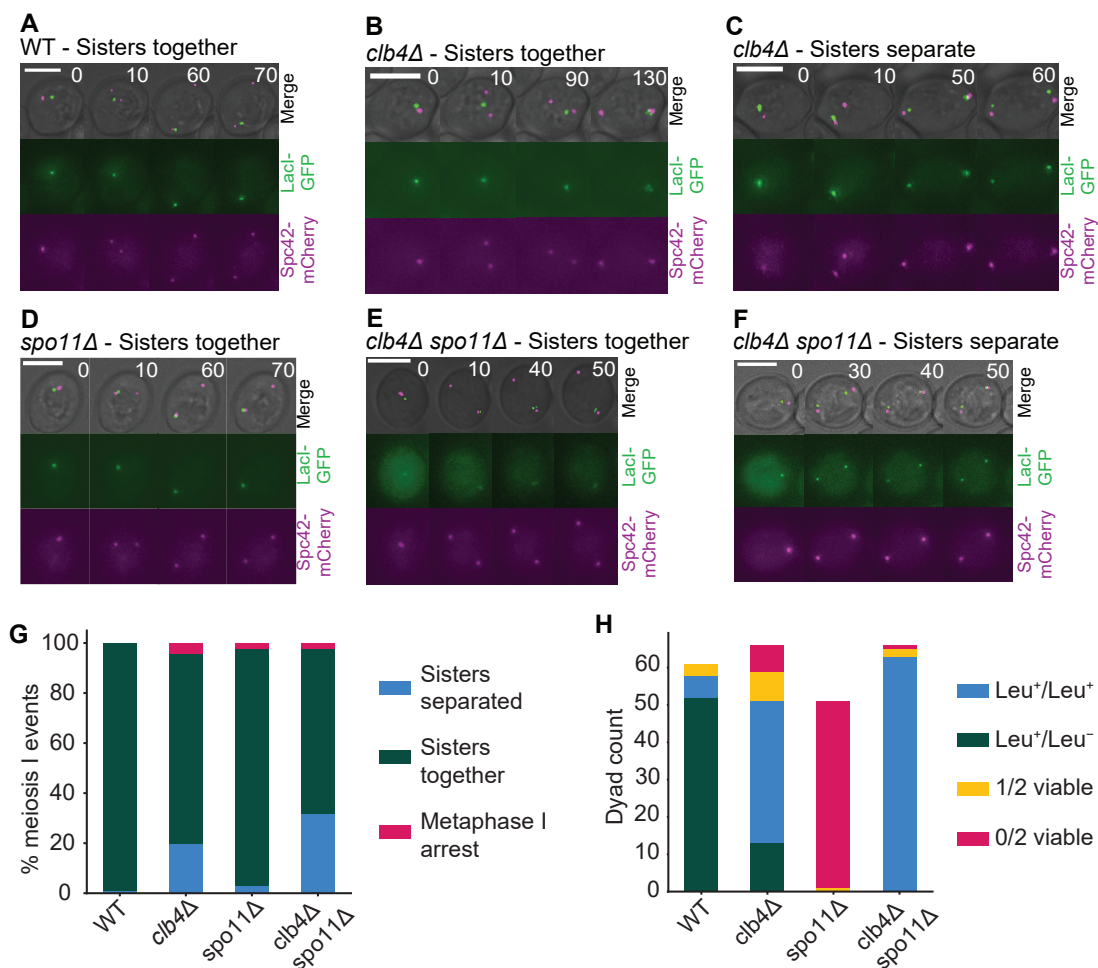 A
WT - Sisters together
0 10 60 70
Merge
LacI-
GFP
Spc42-
mCherry
B
clb4Δ - Sisters together
0 10 90 130
Merge
LacI-
GFP
Spc42-
mCherry
C
clb4Δ - Sisters separate
0 10 50 60
Merge
LacI-
GFP
Spc42-
mCherry
D
spo11Δ - Sisters together
0 10 60 70
Merge
LacI-
GFP
Spc42-
mCherry
E
clb4Δ spo11Δ - Sisters together
0 10 40 50
Merge
LacI-
GFP
Spc42-
mCherry
F
clb4Δ spo11Δ - Sisters separate
0 30 40 50
Merge
LacI-
GFP
Spc42-
mCherry
G
% meiosis I events
100
80
60
40
20
0
WT
clb4Δ
spo11Δ
clb4Δ
spo11Δ
Sisters
separated
Sisters
together
Metaphase I
arrest
H
Dyad count
60
50
40
30
20
10
0
WT
clb4Δ
spo11Δ
clb4Δ
spo11Δ
Leu⁺/Leu⁺
Leu⁺/Leu⁻
1/2 viable
0/2 viable